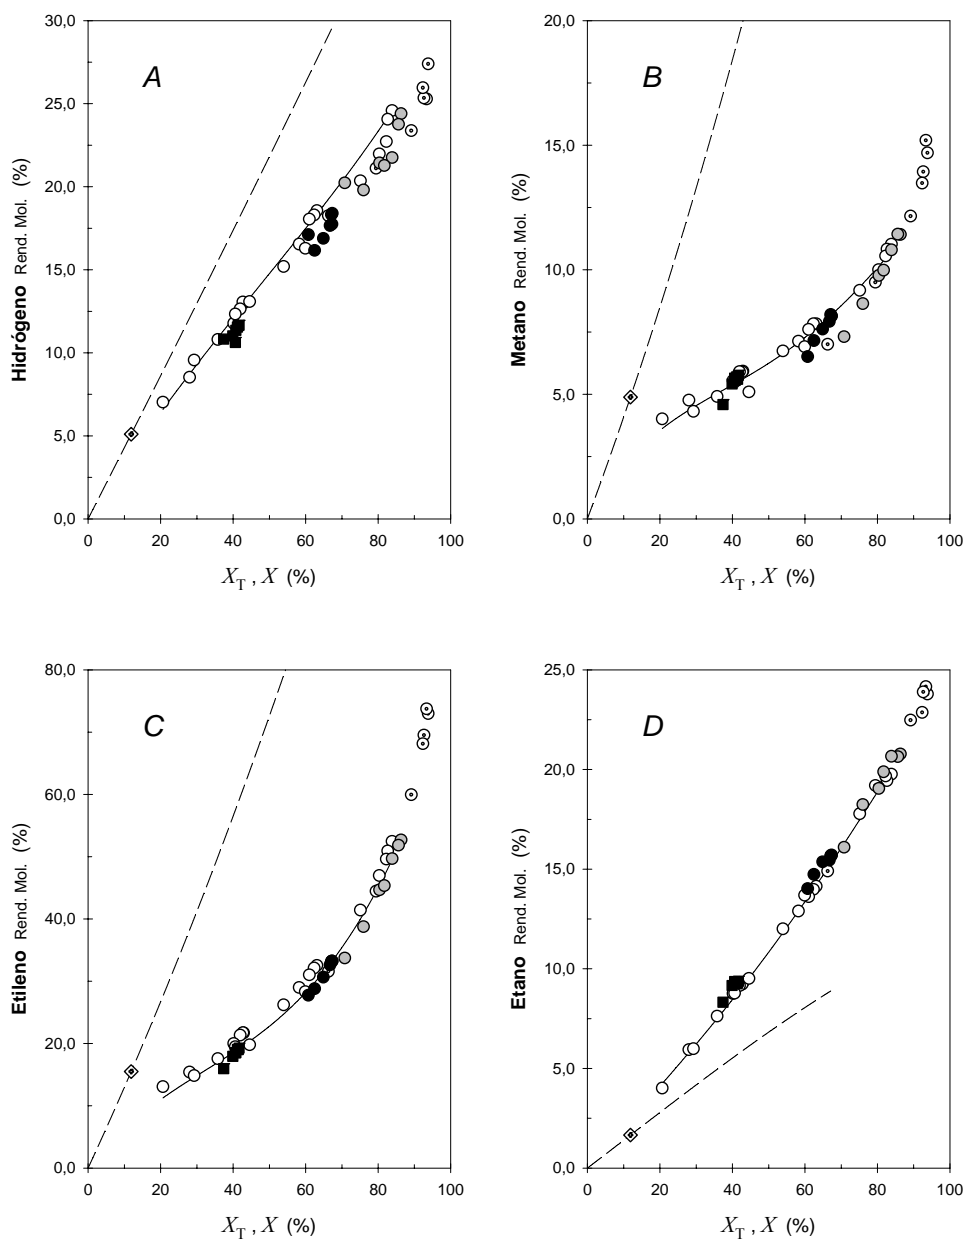 A
Hidrógeno Rend. Mol. (%)
30,0
25,0
20,0
15,0
10,0
5,0
0,0
0 20 40 60 80 100
X_T , X (%)
B
Metano Rend. Mol. (%)
20,0
15,0
10,0
5,0
0,0
0 20 40 60 80 100
X_T , X (%)
C
Etileno Rend. Mol. (%)
80,0
60,0
40,0
20,0
0,0
0 20 40 60 80 100
X_T , X (%)
D
Etano Rend. Mol. (%)
25,0
20,0
15,0
10,0
5,0
0,0
0 20 40 60 80 100
X_T , X (%)